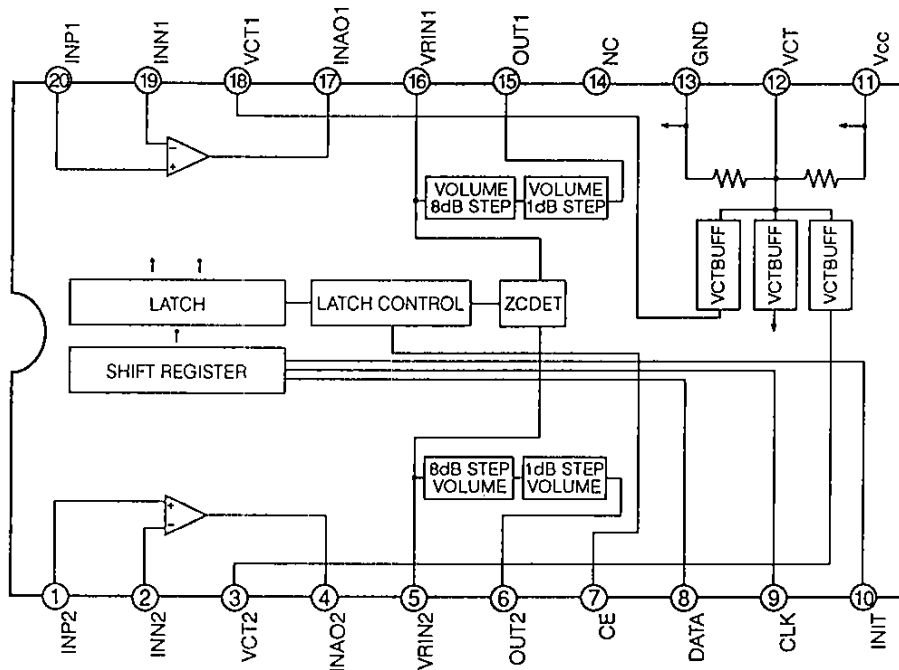 INP1
INN1
VCT1
INAO1
VRIN1
OUT1
NC
GND
VCT
Vcc
20
19
18
17
16
15
14
13
12
11
−
+
VOLUME
8dB STEP
VOLUME
1dB STEP
VCTBUFF
VCTBUFF
VCTBUFF
LATCH
LATCH CONTROL
ZCDET
SHIFT REGISTER
8dB STEP
VOLUME
1dB STEP
VOLUME
+
−
1
2
3
4
5
6
7
8
9
10
INP2
INN2
VCT2
INAO2
VRIN2
OUT2
CE
DATA
CLK
INIT